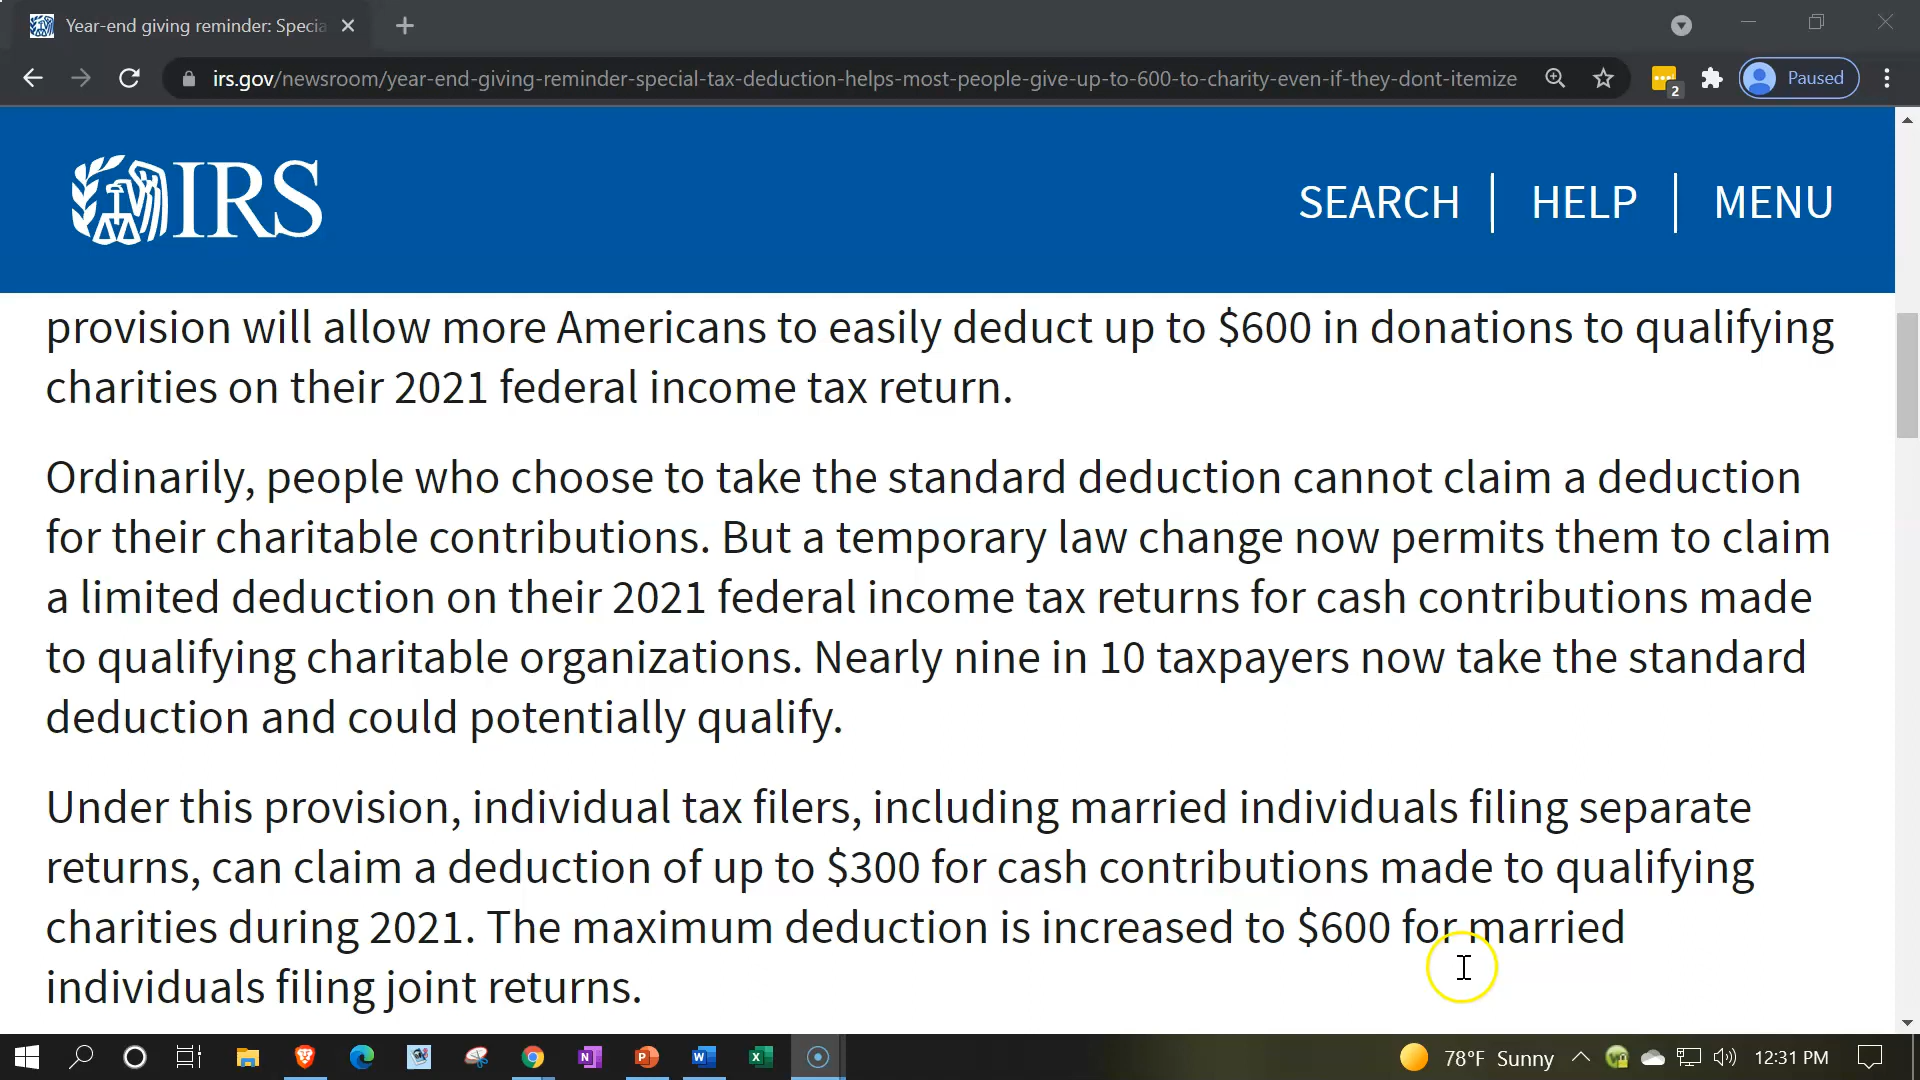 Year-end giving reminder: Specia
irs.gov/newsroom/year-end-giving-reminder-special-tax-deduction-helps-most-people-give-up-to-600-to-charity-even-if-they-dont-itemize
2
Paused
IRS
SEARCH
HELP
MENU
provision will allow more Americans to easily deduct up to $600 in donations to qualifying
charities on their 2021 federal income tax return.
Ordinarily, people who choose to take the standard deduction cannot claim a deduction
for their charitable contributions. But a temporary law change now permits them to claim
a limited deduction on their 2021 federal income tax returns for cash contributions made
to qualifying charitable organizations. Nearly nine in 10 taxpayers now take the standard
deduction and could potentially qualify.
Under this provision, individual tax filers, including married individuals filing separate
returns, can claim a deduction of up to $300 for cash contributions made to qualifying
charities during 2021. The maximum deduction is increased to $600 for married
individuals filing joint returns.
78°F Sunny
12:31 PM